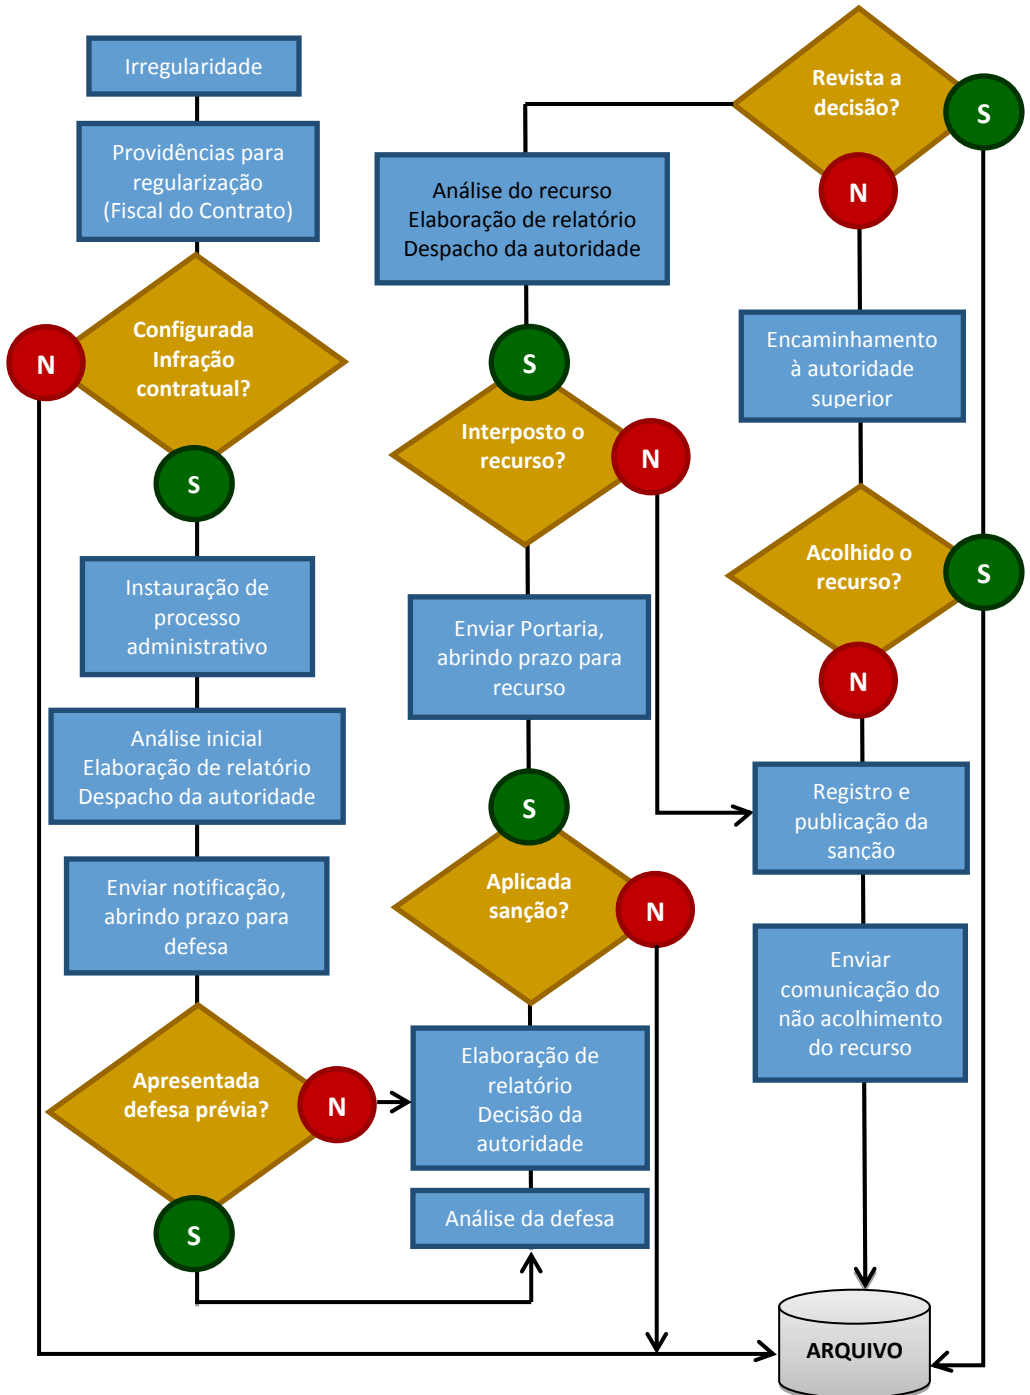 Irregularidade
Providências para
regularização
(Fiscal do Contrato)
Configurada
Infração
contratual?
N
S
Instauração de
processo
administrativo
Análise inicial
Elaboração de relatório
Despacho da autoridade
Enviar notificação,
abrindo prazo para
defesa
Apresentada
defesa prévia?
N
S
Análise do recurso
Elaboração de relatório
Despacho da autoridade
S
Interposto o
recurso?
N
Enviar Portaria,
abrindo prazo para
recurso
S
Aplicada
sanção?
N
Elaboração de
relatório
Decisão da
autoridade
Análise da defesa
Revista a
decisão?
S
N
Encaminhamento
à autoridade
superior
Acolhido o
recurso?
S
N
Registro e
publicação da
sanção
Enviar
comunicação do
não acolhimento
do recurso
ARQUIVO